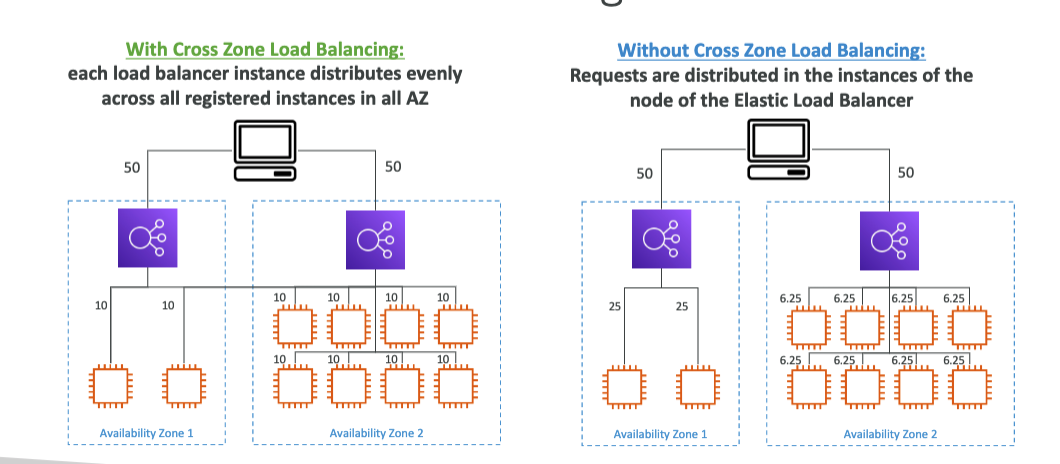 With Cross Zone Load Balancing:
each load balancer instance distributes evenly
across all registered instances in all AZ
50
50
10
10
10
10
10
10
10
10
10
10
Availability Zone 1
Availability Zone 2
Without Cross Zone Load Balancing:
Requests are distributed in the instances of the
node of the Elastic Load Balancer
50
50
25
25
6.25
6.25
6.25
6.25
6.25
6.25
6.25
6.25
Availability Zone 1
Availability Zone 2